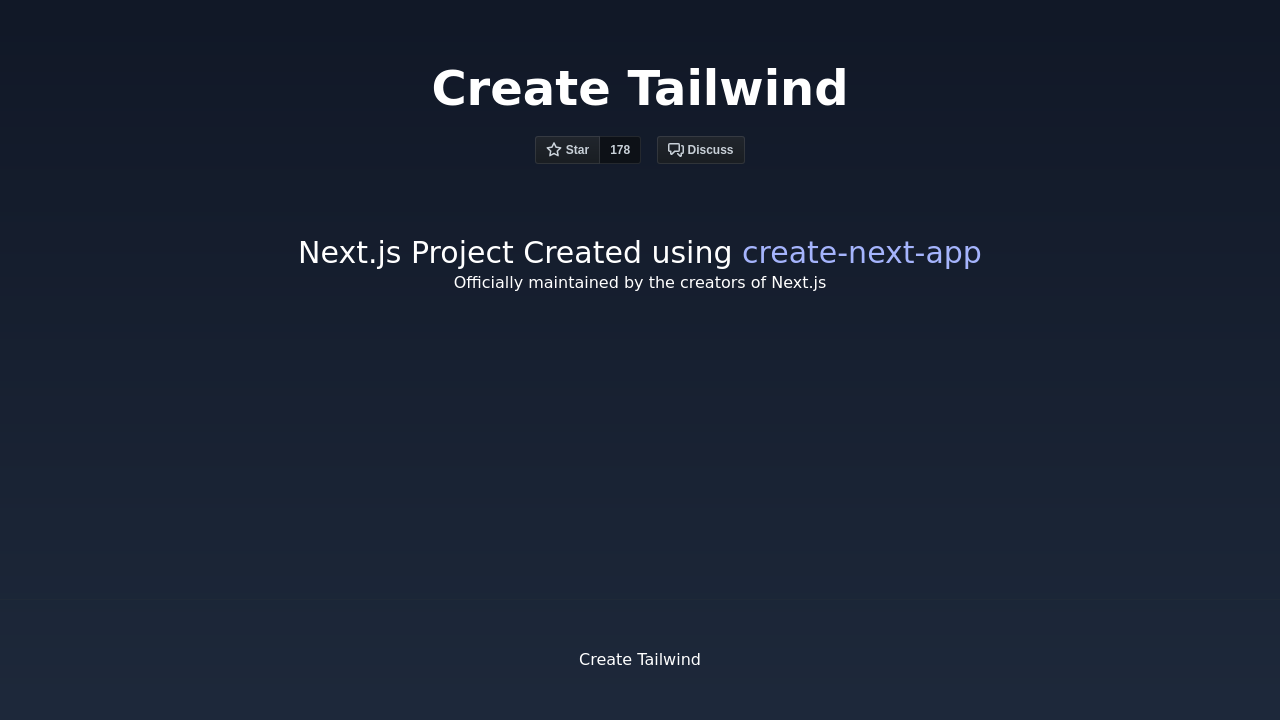 Create Tailwind
Star 178 Discuss
Next.js Project Created using create-next-app
Officially maintained by the creators of Next.js
Create Tailwind